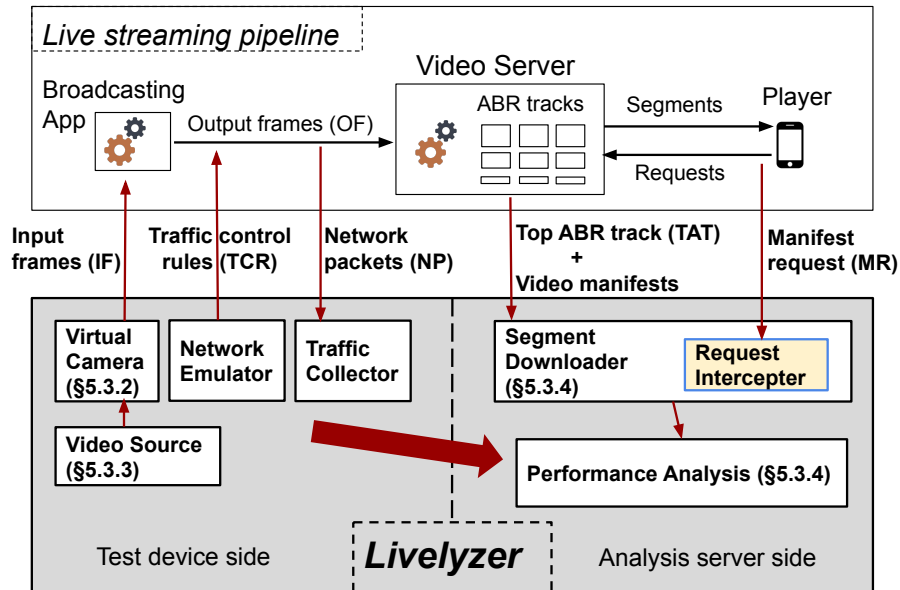 Live streaming pipeline
Broadcasting
App
Output frames (OF)
Video Server
ABR tracks
Segments
Requests
Player
Input
frames (IF)
Traffic control
rules (TCR)
Network
packets (NP)
Top ABR track (TAT)
+
Video manifests
Manifest
request (MR)
Virtual
Camera
(§5.3.2)
Network
Emulator
Traffic
Collector
Segment
Downloader
(§5.3.4)
Request
Intercepter
Video Source
(§5.3.3)
Performance Analysis (§5.3.4)
Test device side
Livelyzer
Analysis server side